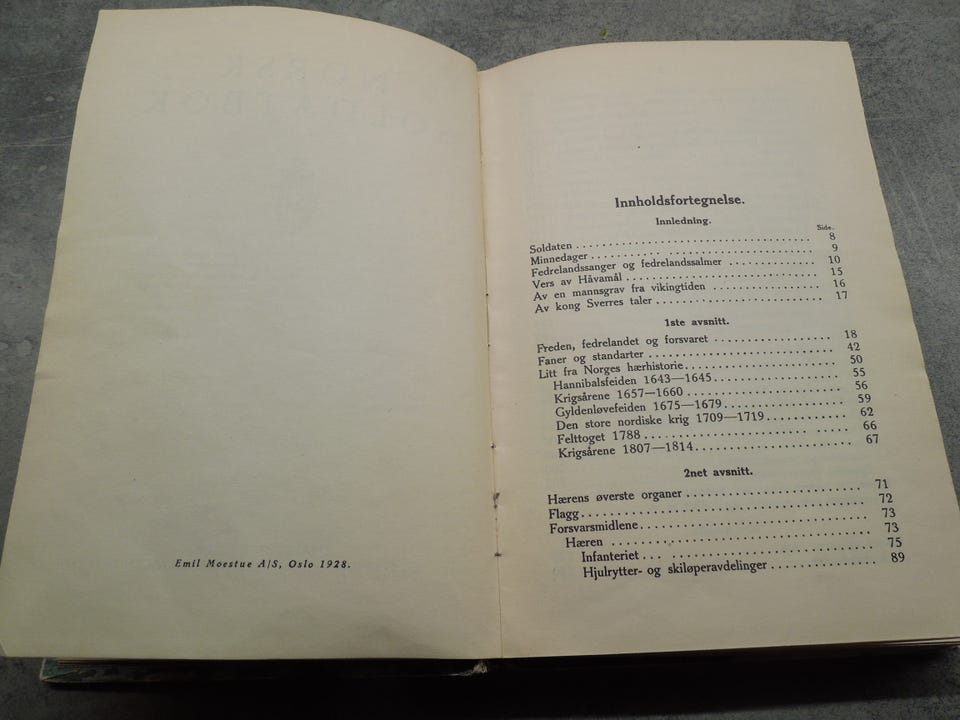 Emil Moestue A/S, Oslo 1928.
Innholdsfortegnelse.
Innledning.
Side.
Soldaten 8
Minnedager 9
Fedrelandssanger og fedrelandssalmer 10
Vers av Håvamål 15
Av en mannsgrav fra vikingtiden 16
Av kong Sverres taler 17
1ste avsnitt.
Freden, fedrelandet og forsvaret 18
Faner og standarter 42
Litt fra Norges hærhistorie 50
Hannibalsfeiden 1643—1645 55
Krigsårene 1657—1660 56
Gyldenløvefeiden 1675—1679 59
Den store nordiske krig 1709—1719 62
Felttoget 1788 66
Krigsårene 1807—1814 67
2net avsnitt.
Hærens øverste organer 71
Flagg 72
Forsvarsmidlene 73
Hæren 73
Infanteriet 75
Hjulrytter- og skiløperavdelinger 89